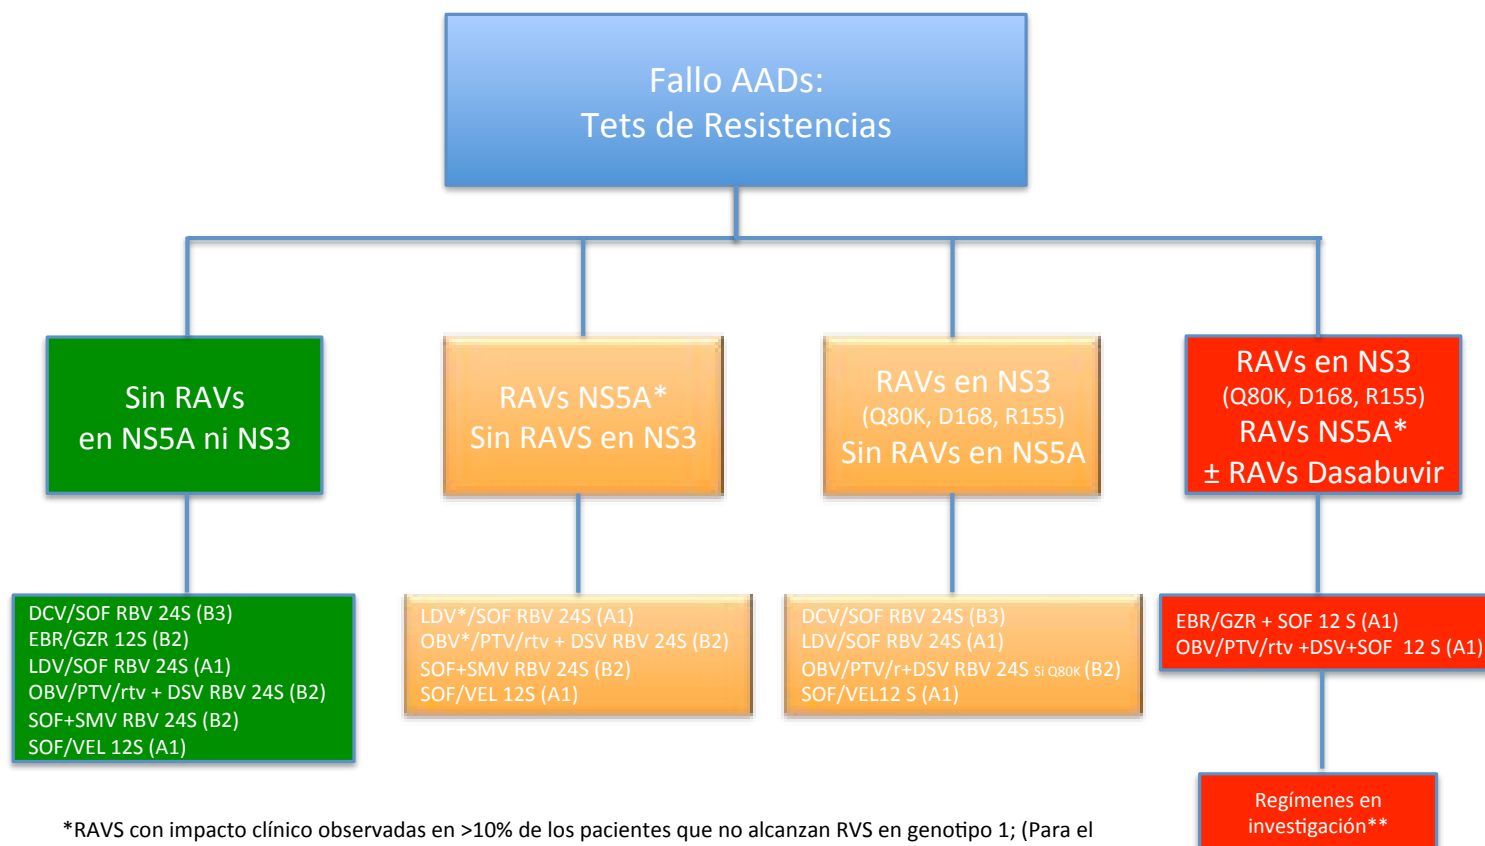 Fallo AADs:
Tets de Resistencias
Sin RAVs
en NS5A ni NS3
RAVs NS5A*
Sin RAVS en NS3
RAVs en NS3
(Q80K, D168, R155)
Sin RAVs en NS5A
RAVs en NS3
(Q80K, D168, R155)
RAVs NS5A*
± RAVs Dasabuvir
DCV/SOF RBV 24S (B3)
EBR/GZR 12S (B2)
LDV/SOF RBV 24S (A1)
OBV/PTV/rtv + DSV RBV 24S (B2)
SOF+SMV RBV 24S (B2)
SOF/VEL 12S (A1)
LDV*/SOF RBV 24S (A1)
OBV*/PTV/rtv + DSV RBV 24S (B2)
SOF+SMV RBV 24S (B2)
SOF/VEL 12S (A1)
DCV/SOF RBV 24S (B3)
LDV/SOF RBV 24S (A1)
OBV/PTV/r+DSV RBV 24S Si Q80K (B2)
SOF/VEL12 S (A1)
EBR/GZR + SOF 12 S (A1)
OBV/PTV/rtv +DSV+SOF 12 S (A1)
Regímenes en
investigación**
*RAVS con impacto clínico observadas en >10% de los pacientes que no alcanzan RVS en genotipo 1; (Para el